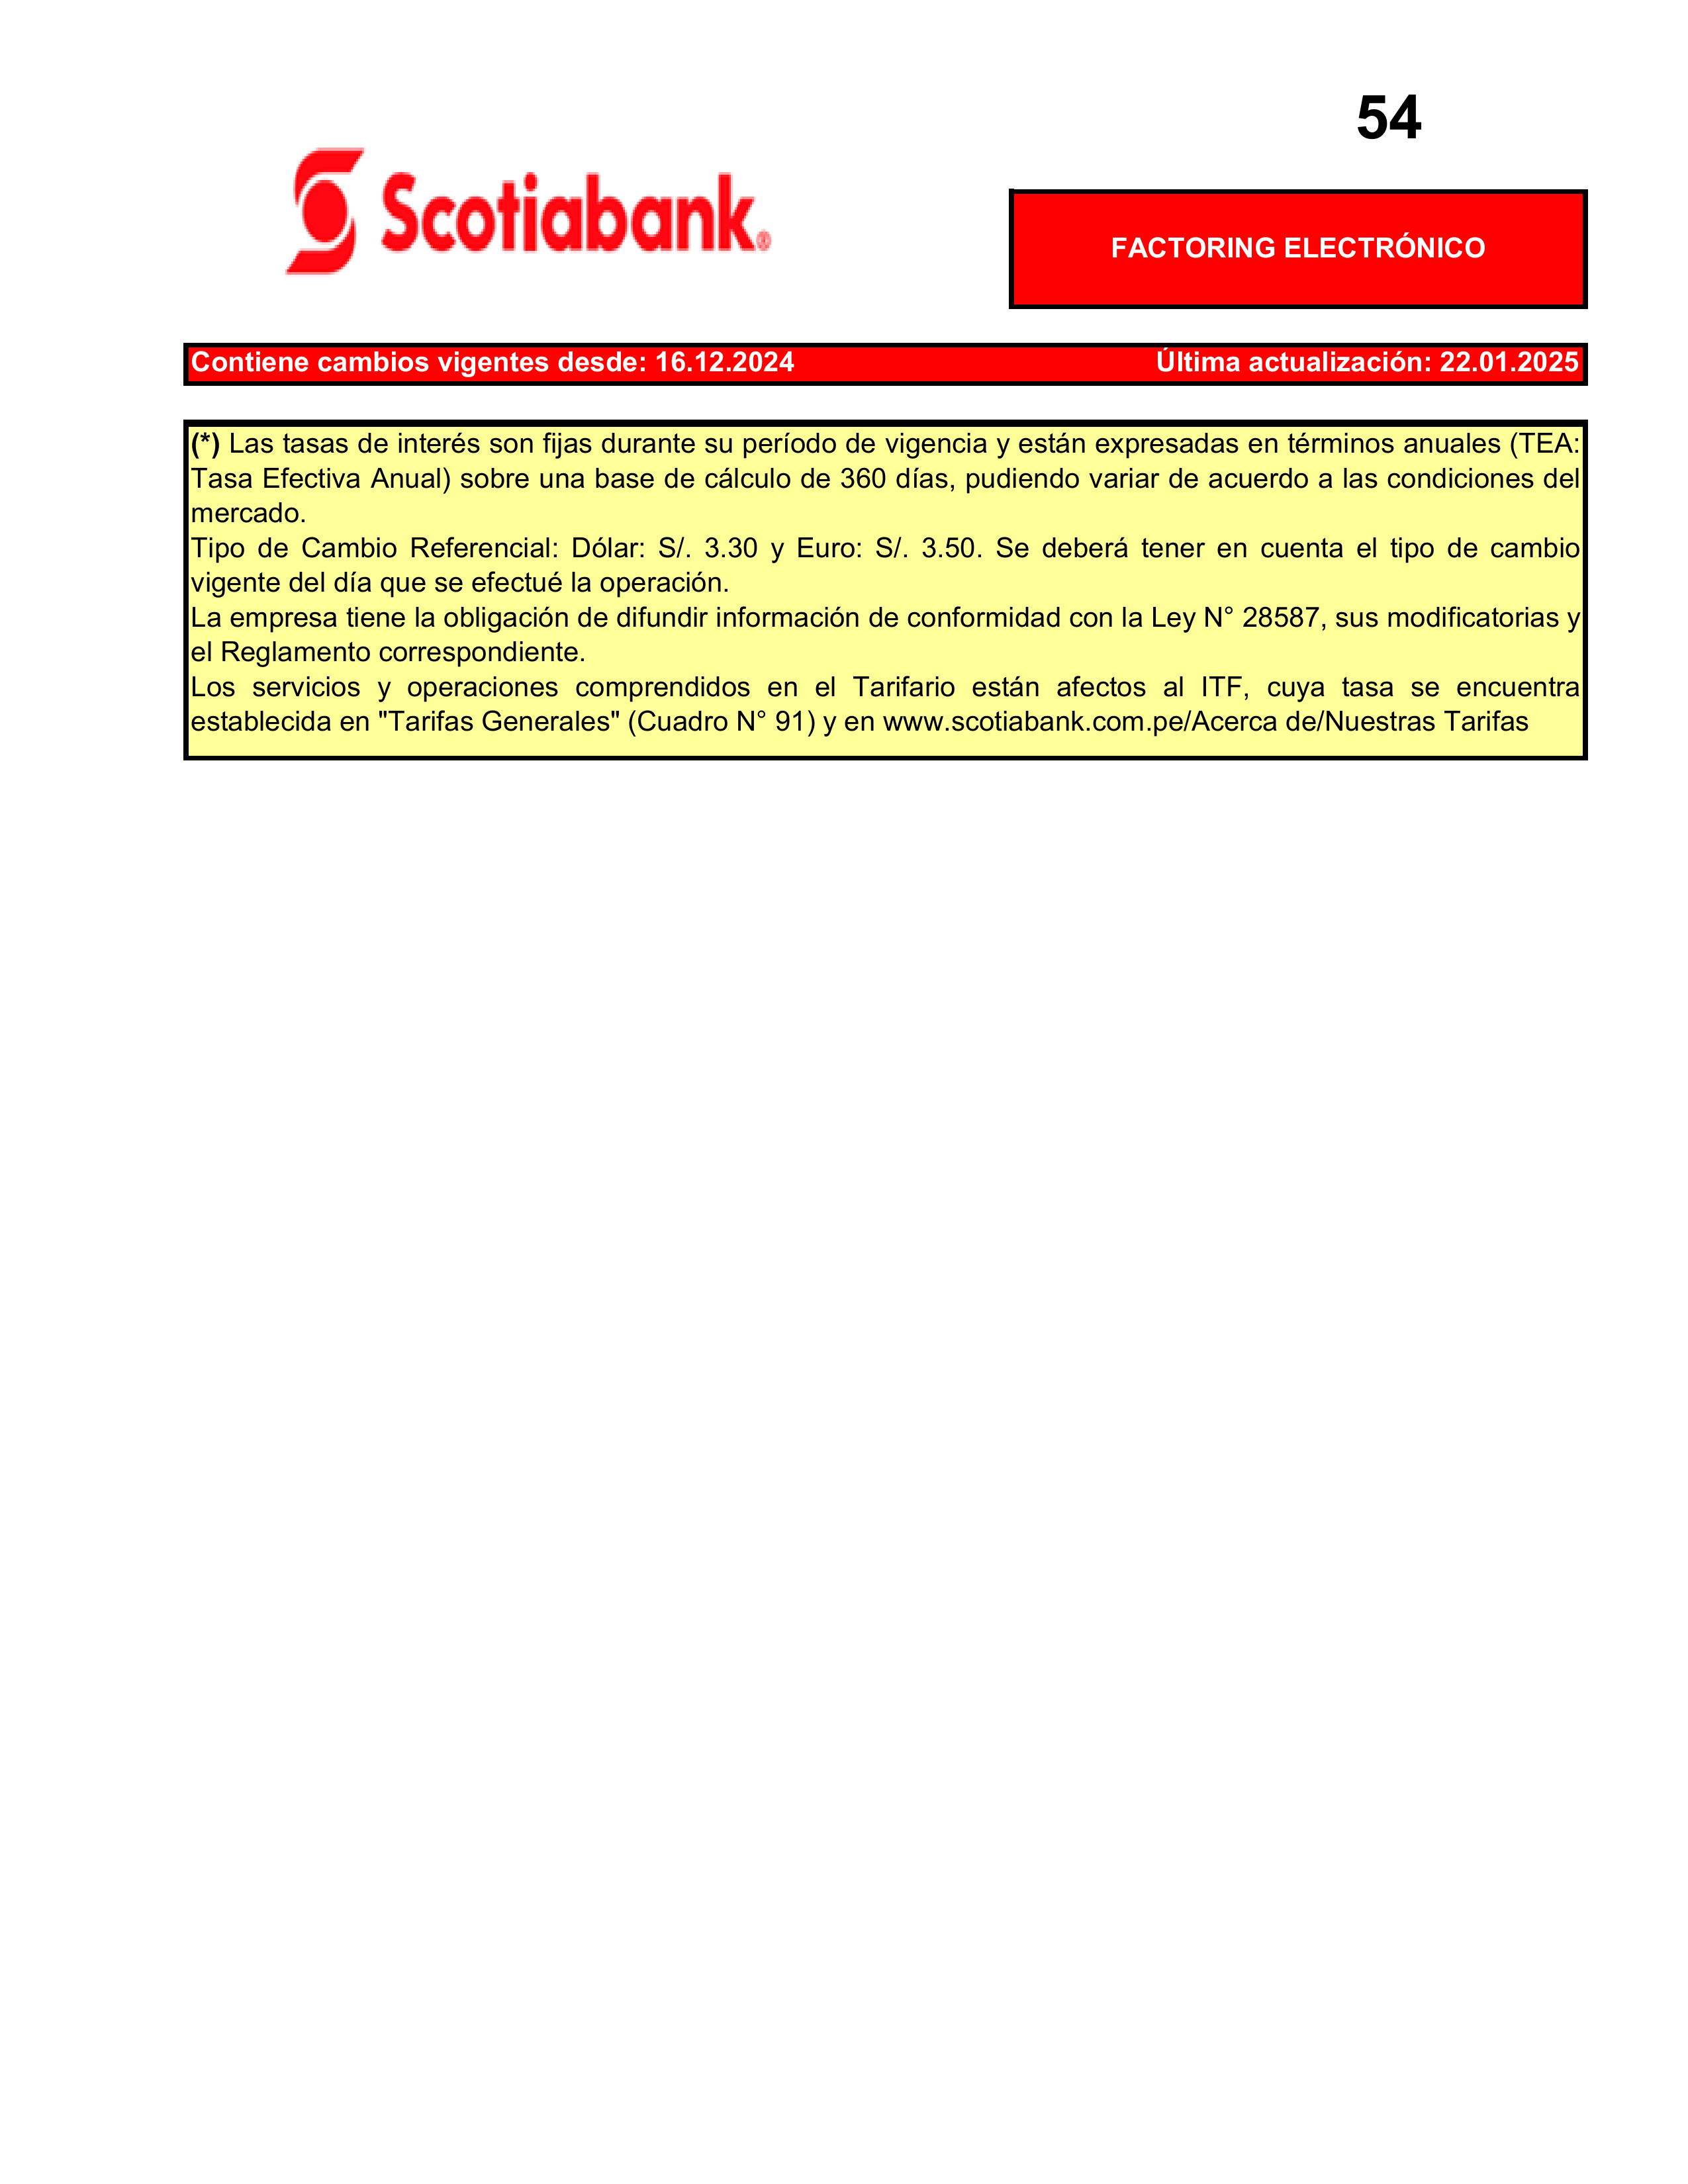 54
Scotiabank®
FACTORING ELECTRÓNICO
Contiene cambios vigentes desde: 16.12.2024 Última actualización: 22.01.2025
(*) Las tasas de interés son fijas durante su período de vigencia y están expresadas en términos anuales (TEA:
Tasa Efectiva Anual) sobre una base de cálculo de 360 días, pudiendo variar de acuerdo a las condiciones del
mercado.
Tipo de Cambio Referencial: Dólar: S/. 3.30 y Euro: S/. 3.50. Se deberá tener en cuenta el tipo de cambio
vigente del día que se efectué la operación.
La empresa tiene la obligación de difundir información de conformidad con la Ley N° 28587, sus modificatorias y
el Reglamento correspondiente.
Los servicios y operaciones comprendidos en el Tarifario están afectos al ITF, cuya tasa se encuentra
establecida en "Tarifas Generales" (Cuadro N° 91) y en www.scotiabank.com.pe/Acerca de/Nuestras Tarifas